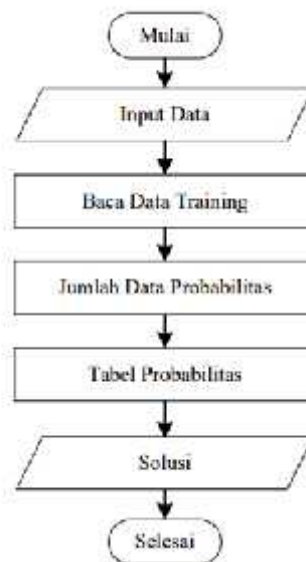 Mulai
Input Data
Baca Data Training
Jumlah Data Probabilitas
Tabel Probabilitas
Solusi
Selesai